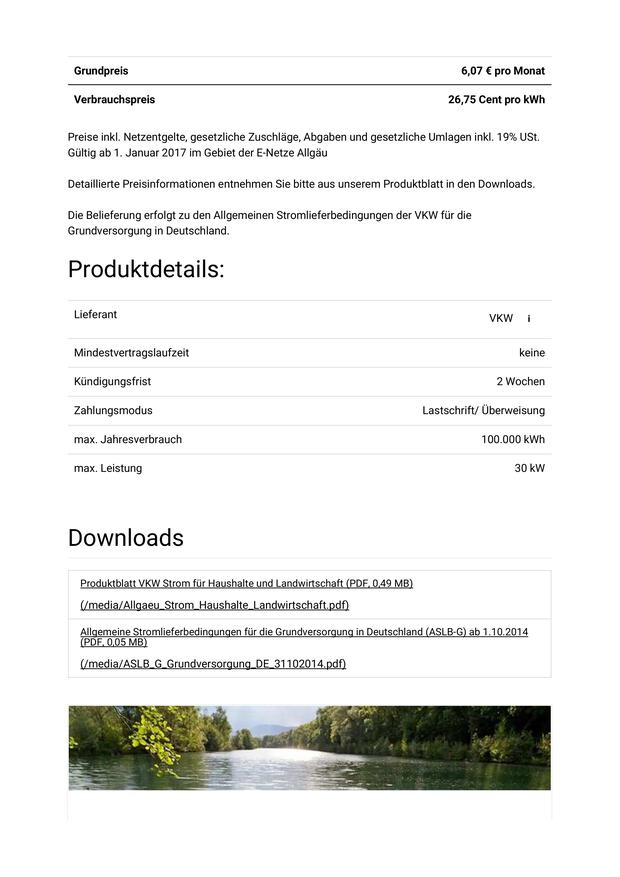 Grundpreis 6,07 € pro Monat
Verbrauchspreis 26,75 Cent pro kWh
Preise inkl. Netzentgelte, gesetzliche Zuschläge, Abgaben und gesetzliche Umlagen inkl. 19% USt.
Gültig ab 1. Januar 2017 im Gebiet der E-Netze Allgäu
Detaillierte Preisinformationen entnehmen Sie bitte aus unserem Produktblatt in den Downloads.
Die Belieferung erfolgt zu den Allgemeinen Stromlieferbedingungen der VKW für die
Grundversorgung in Deutschland.
Produktdetails:
Lieferant VKW i
Mindestvertragslaufzeit keine
Kündigungsfrist 2 Wochen
Zahlungsmodus Lastschrift/ Überweisung
max. Jahresverbrauch 100.000 kWh
max. Leistung 30 kW
Downloads
Produktblatt VKW Strom für Haushalte und Landwirtschaft (PDF, 0,49 MB)
(/media/Allgaeu_Strom_Haushalte_Landwirtschaft.pdf)
Allgemeine Stromlieferbedingungen für die Grundversorgung in Deutschland (ASLB-G) ab 1.10.2014
(PDF, 0,05 MB)
(/media/ASLB_G_Grundversorgung_DE_31102014.pdf)